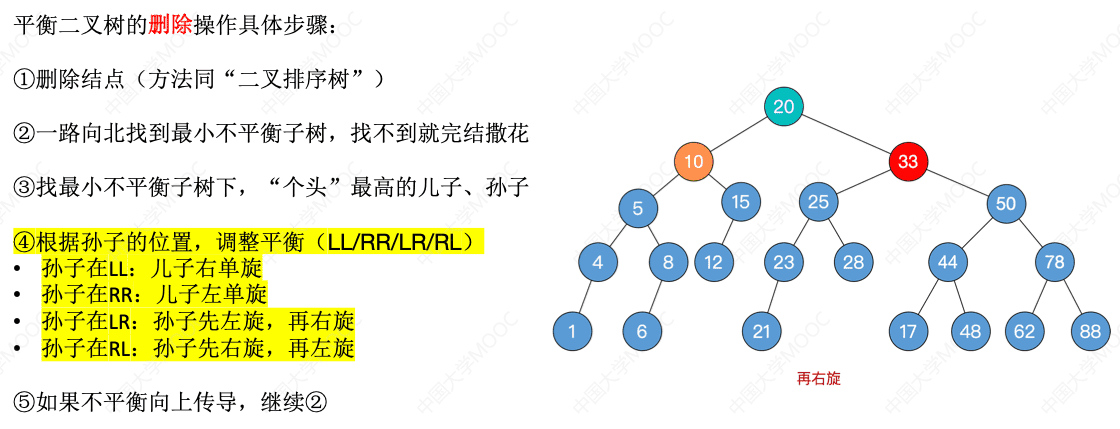 平衡二叉树的删除操作具体步骤：
①删除结点（方法同“二叉排序树”）
②一路向北找到最小不平衡子树，找不到就完结撒花
③找最小不平衡子树下，“个头”最高的儿子、孙子
④根据孙子的位置，调整平衡（LL/RR/LR/RL）
• 孙子在LL：儿子右单旋
• 孙子在RR：儿子左单旋
• 孙子在LR：孙子先左旋，再右旋
• 孙子在RL：孙子先右旋，再左旋
⑤如果不平衡向上传导，继续②
20
10 33
5 15 25 50
4 8 12 23 28 44 78
1 6 21 17 48 62 88
再右旋
中国大学MOOC